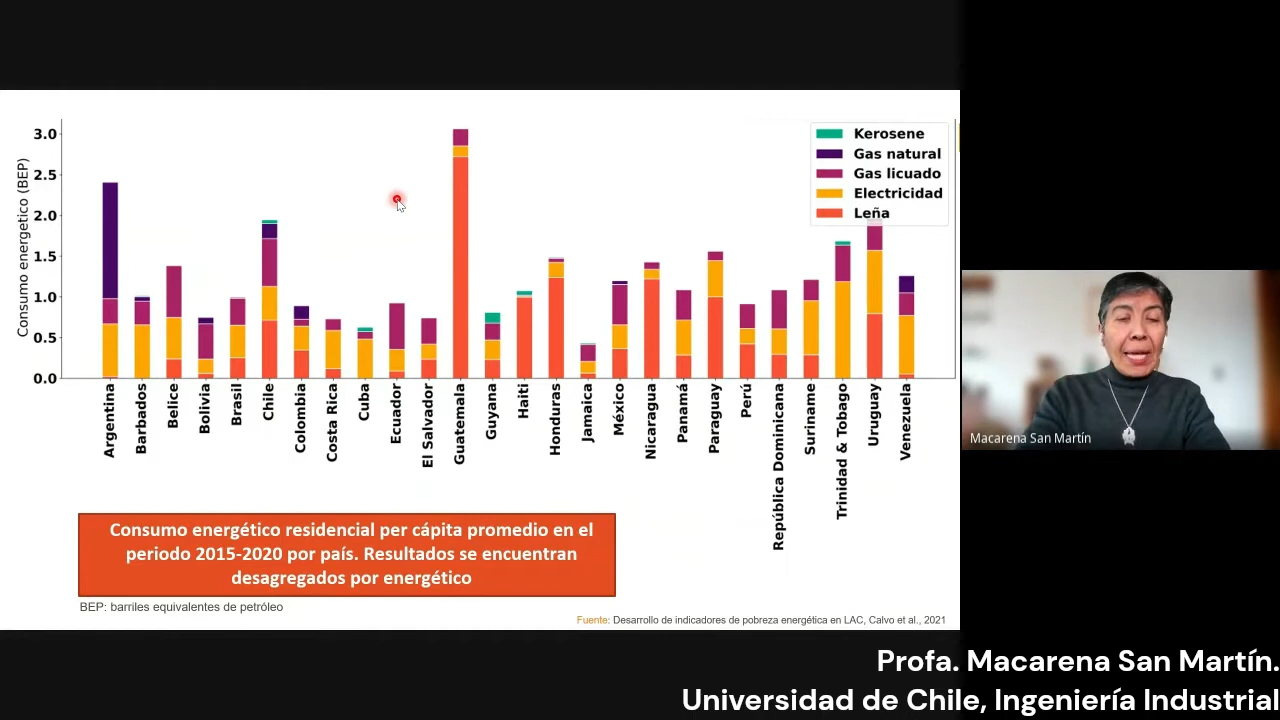 Consumo energetico (BEP)
3.0
2.5
2.0
1.5
1.0
0.5
0.0
Kerosene
Gas natural
Gas licuado
Electricidad
Leña
Argentina
Barbados
Belice
Bolivia
Brasil
Chile
Colombia
Costa Rica
Cuba
Ecuador
El Salvador
Guatemala
Guyana
Haiti
Honduras
Jamaica
México
Nicaragua
Panamá
Paraguay
Perú
República Dominicana
Suriname
Trinidad & Tobago
Uruguay
Venezuela
Consumo energético residencial per cápita promedio en el
periodo 2015-2020 por país. Resultados se encuentran
desagregados por energético
BEP: barriles equivalentes de petróleo
Fuente: Desarrollo de indicadores de pobreza energética en LAC, Calvo et al., 2021
Macarena San Martín
Profa. Macarena San Martín.
Universidad de Chile, Ingeniería Industrial